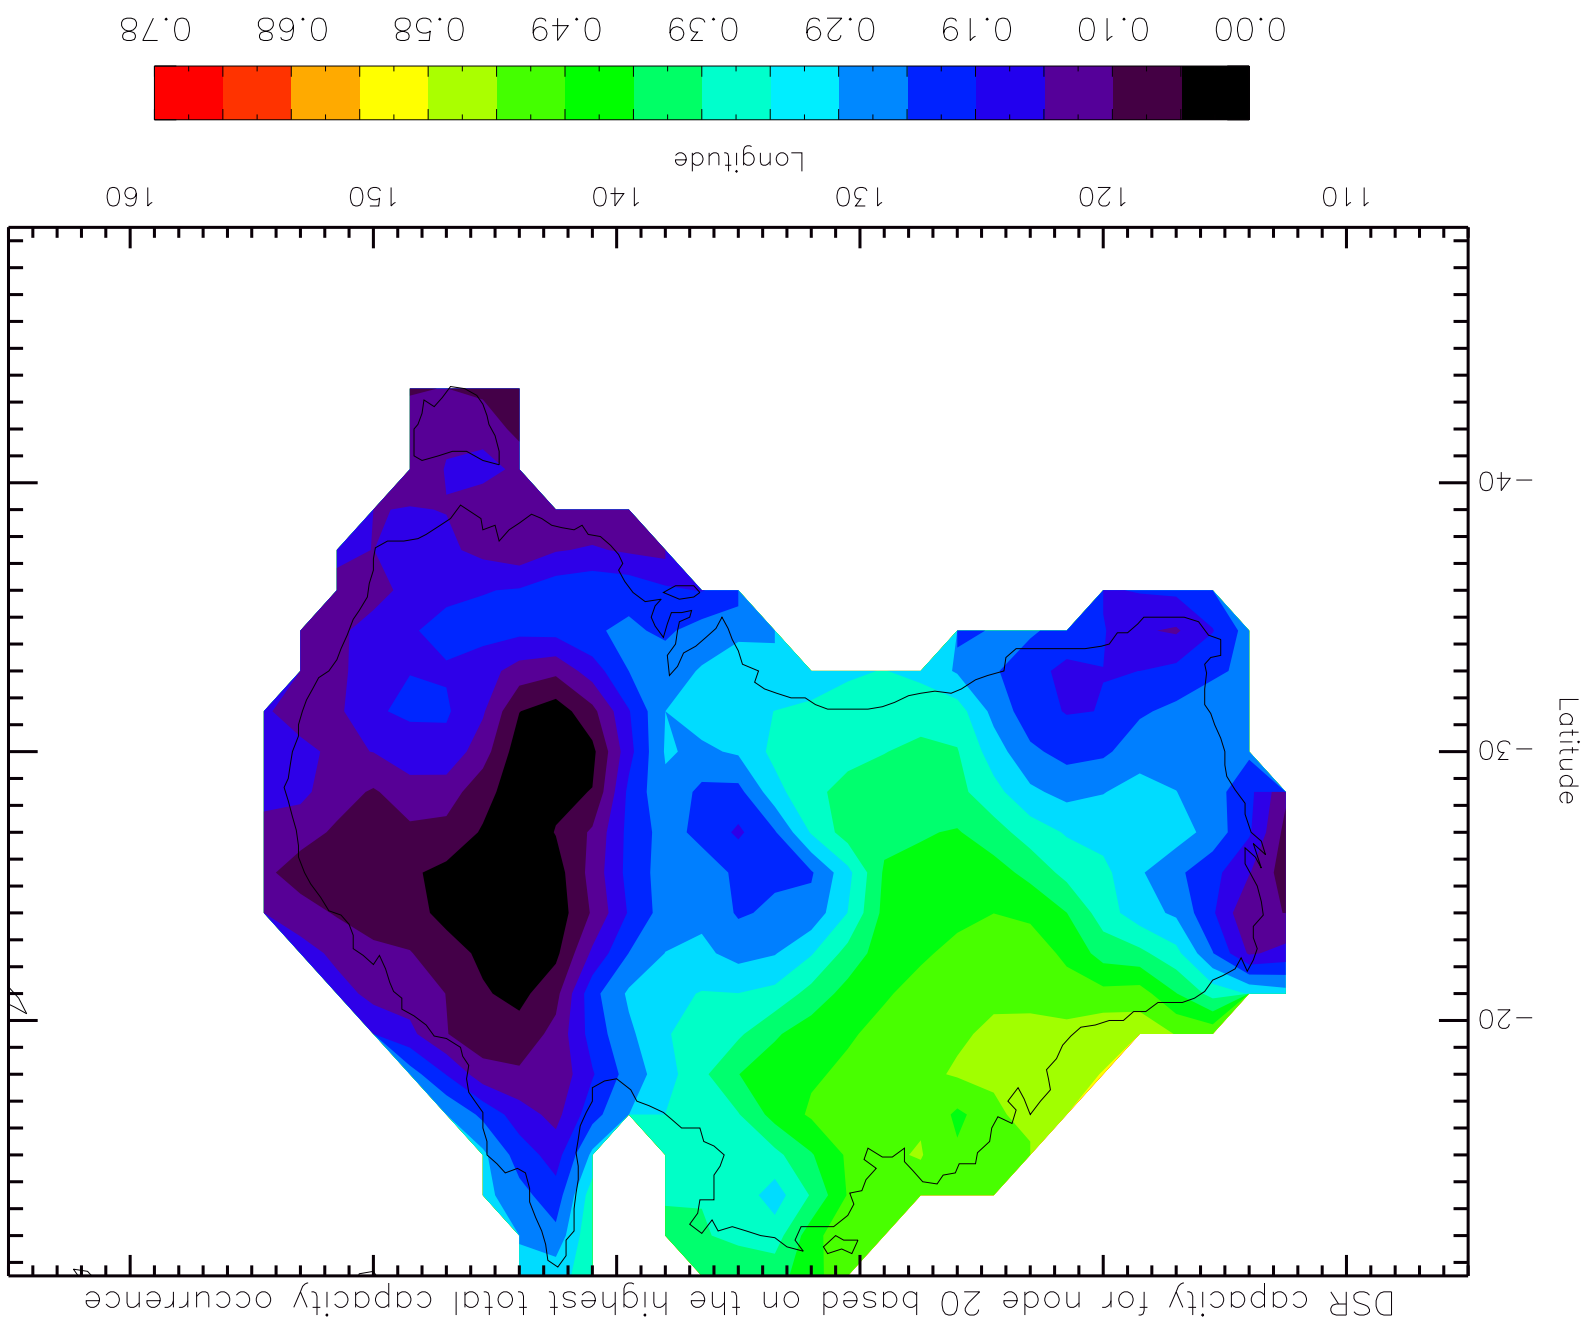 DSR capacity for node 20 based on the highest total capacity occurrence
-20
-30
-40
Latitude
110 120 130 140 150 160
Longitude
0.00 0.10 0.19 0.29 0.39 0.49 0.58 0.68 0.78